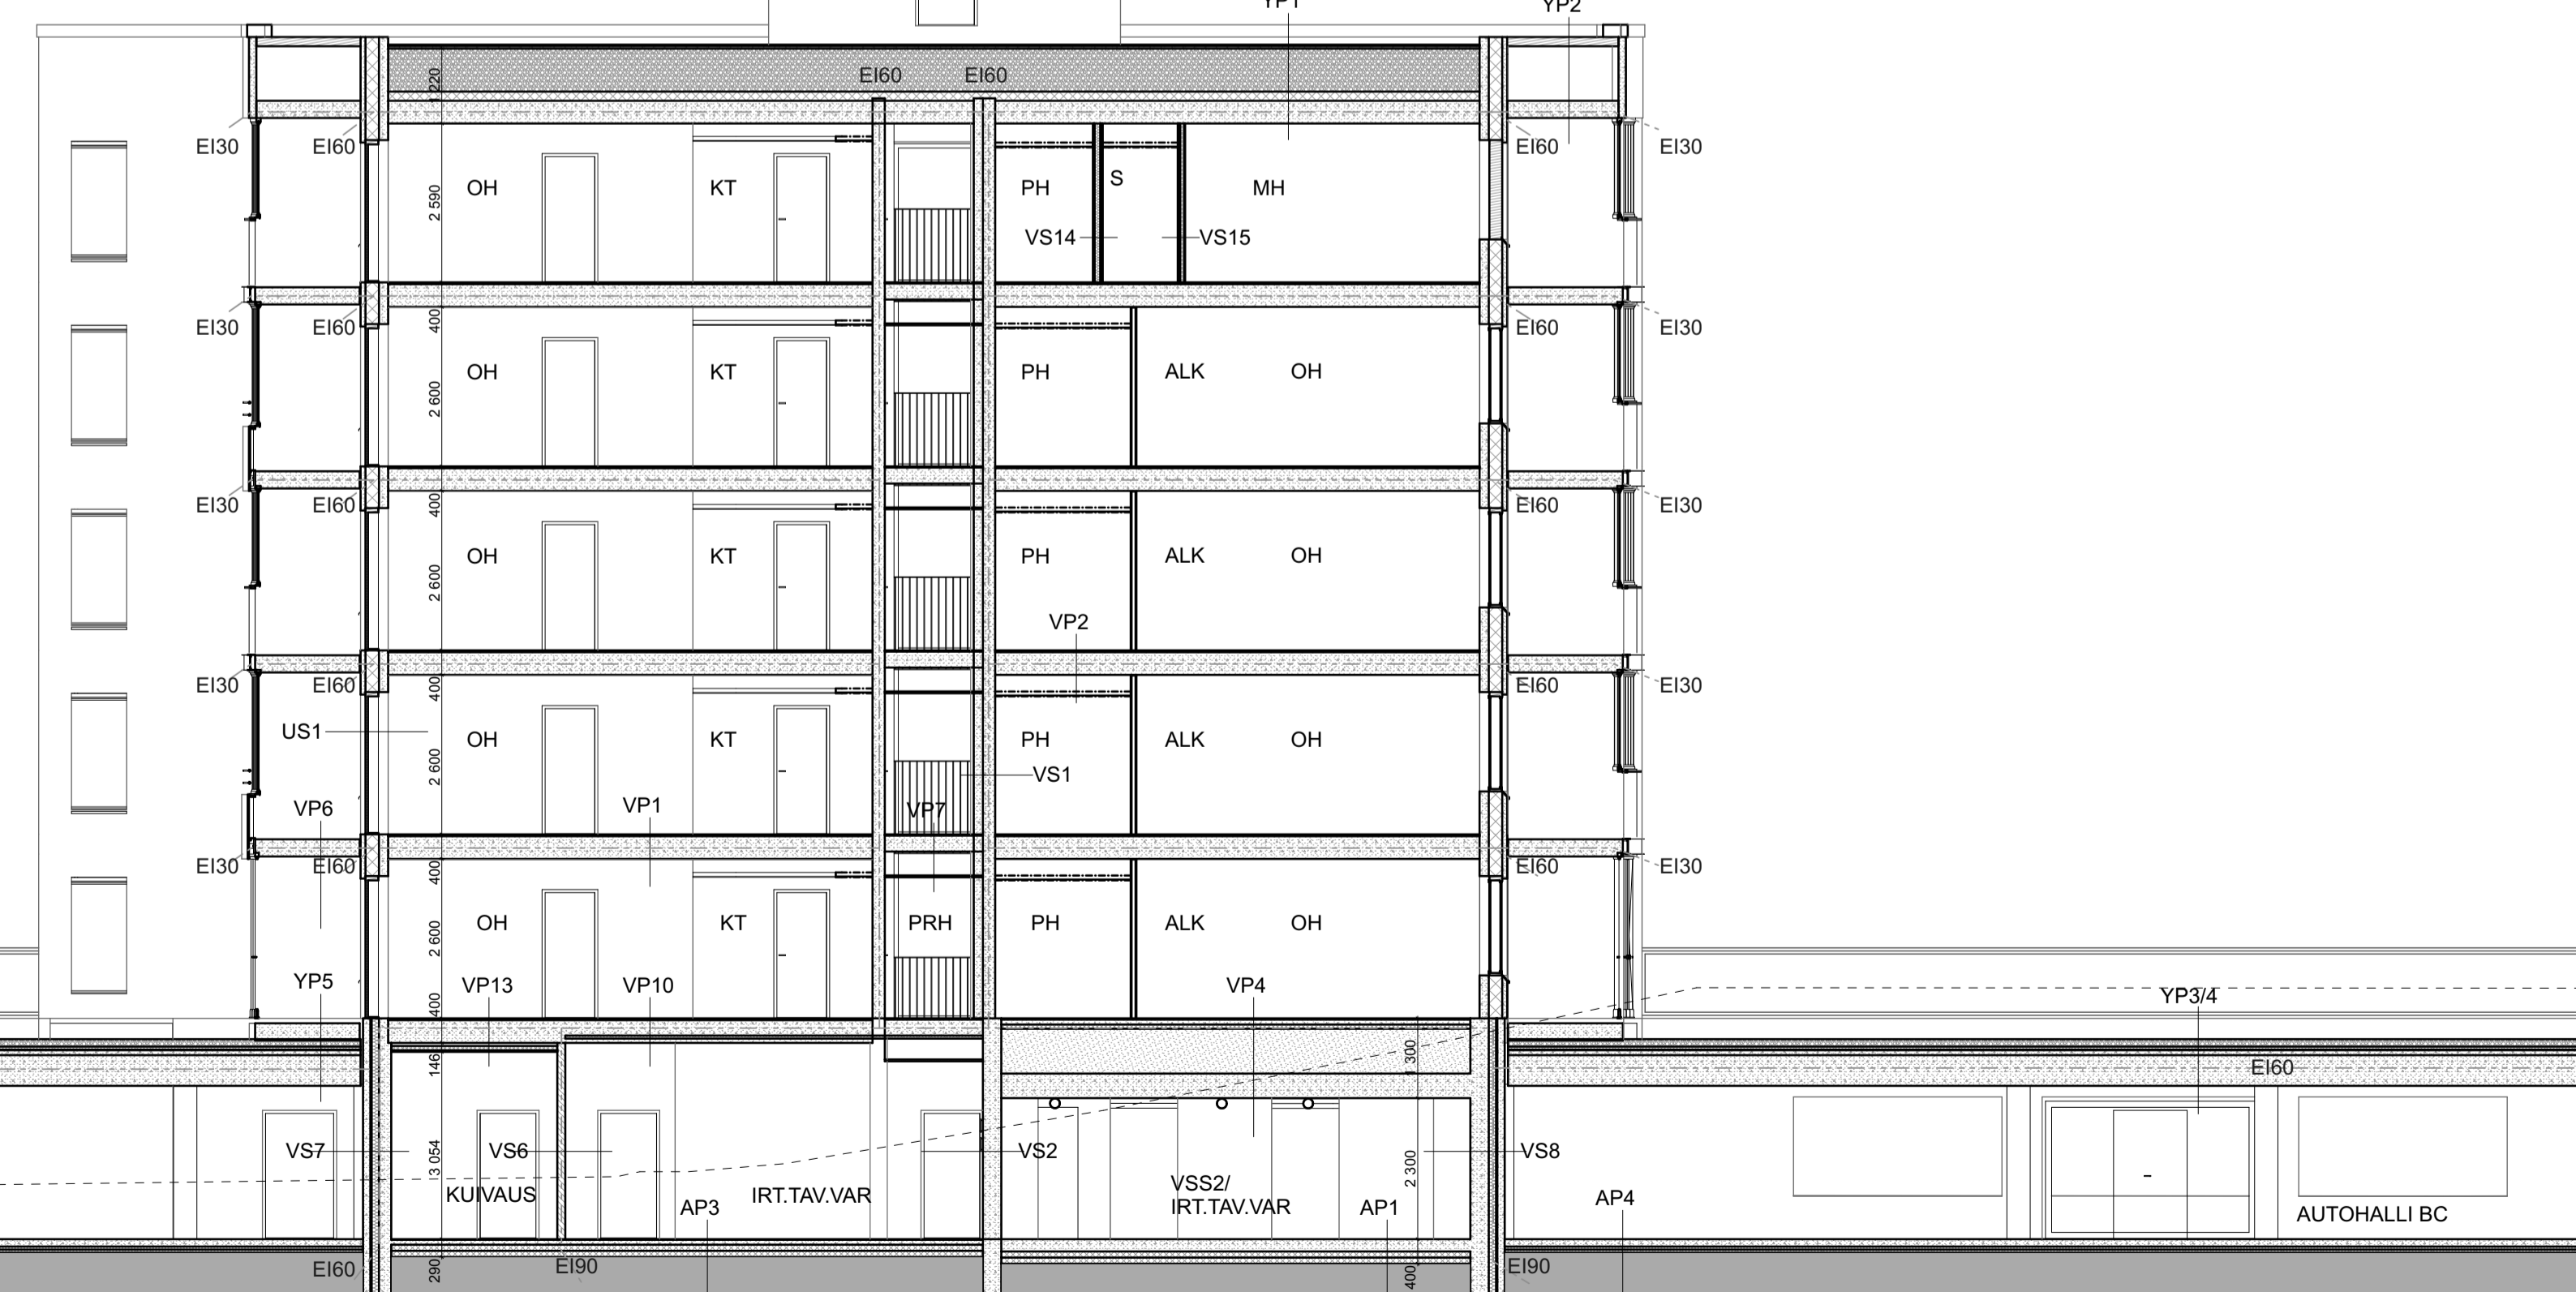 YP1
YP2
1 220
EI60
EI60
EI30
EI60
EI60
EI30
OH
KT
PH
S
MH
2 590
VS14
VS15
EI30
EI60
400
EI60
EI30
OH
KT
PH
ALK
OH
2 600
EI30
EI60
400
EI60
EI30
OH
KT
PH
ALK
OH
2 600
VP2
EI30
EI60
400
EI60
EI30
US1
OH
KT
PH
ALK
OH
2 600
VS1
VP6
VP1
VP7
EI30
EI60
400
EI60
EI30
OH
KT
PRH
PH
ALK
OH
2 600
YP5
VP13
VP10
VP4
YP3/4
400
146
1 300
EI60
VS7
VS6
3 054
VS2
2 300
VS8
KUIVAUS
IRT.TAV.VAR
VSS2/
IRT.TAV.VAR
AP3
AP1
AP4
AUTOHALLI BC
EI60
290
EI90
400
EI90